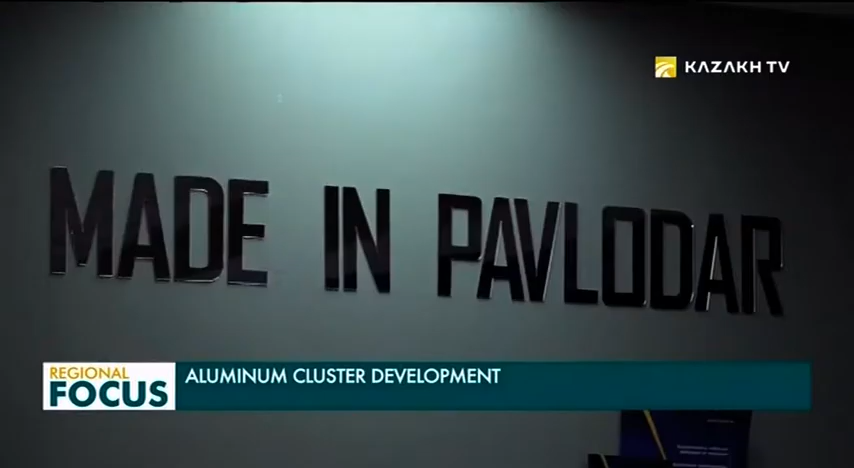 KAZAKH TV
MADE IN PAVLODAR
REGIONAL
FOCUS
ALUMINUM CLUSTER DEVELOPMENT